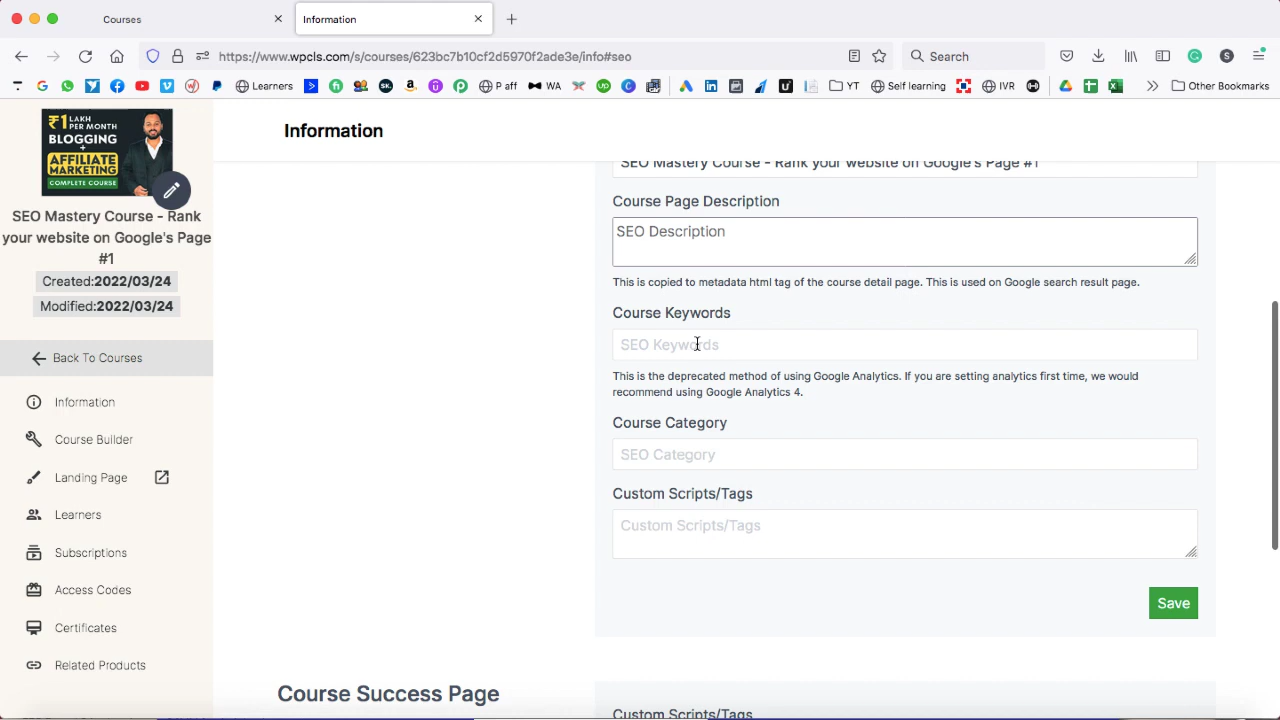 Courses
Information
https://www.wpcls.com/s/courses/623bc7b10cf2d5970f2ade3e/info#seo
Search
S
Learners
P aff
WA
YT
Self learning
IVR
Other Bookmarks
₹1 LAKH PER MONTH
BLOGGING
+
AFFILIATE
MARKETING
COMPLETE COURSE
SEO Mastery Course - Rank
your website on Google's Page
#1
Created:2022/03/24
Modified:2022/03/24
Back To Courses
Information
Course Builder
Landing Page
Learners
Subscriptions
Access Codes
Certificates
Related Products
Information
SEO Mastery Course - Rank your website on Google's Page #1
Course Page Description
SEO Description
This is copied to metadata html tag of the course detail page. This is used on Google search result page.
Course Keywords
SEO Keywords
This is the deprecated method of using Google Analytics. If you are setting analytics first time, we would
recommend using Google Analytics 4.
Course Category
SEO Category
Custom Scripts/Tags
Custom Scripts/Tags
Save
Course Success Page
Custom Scripts/Tags